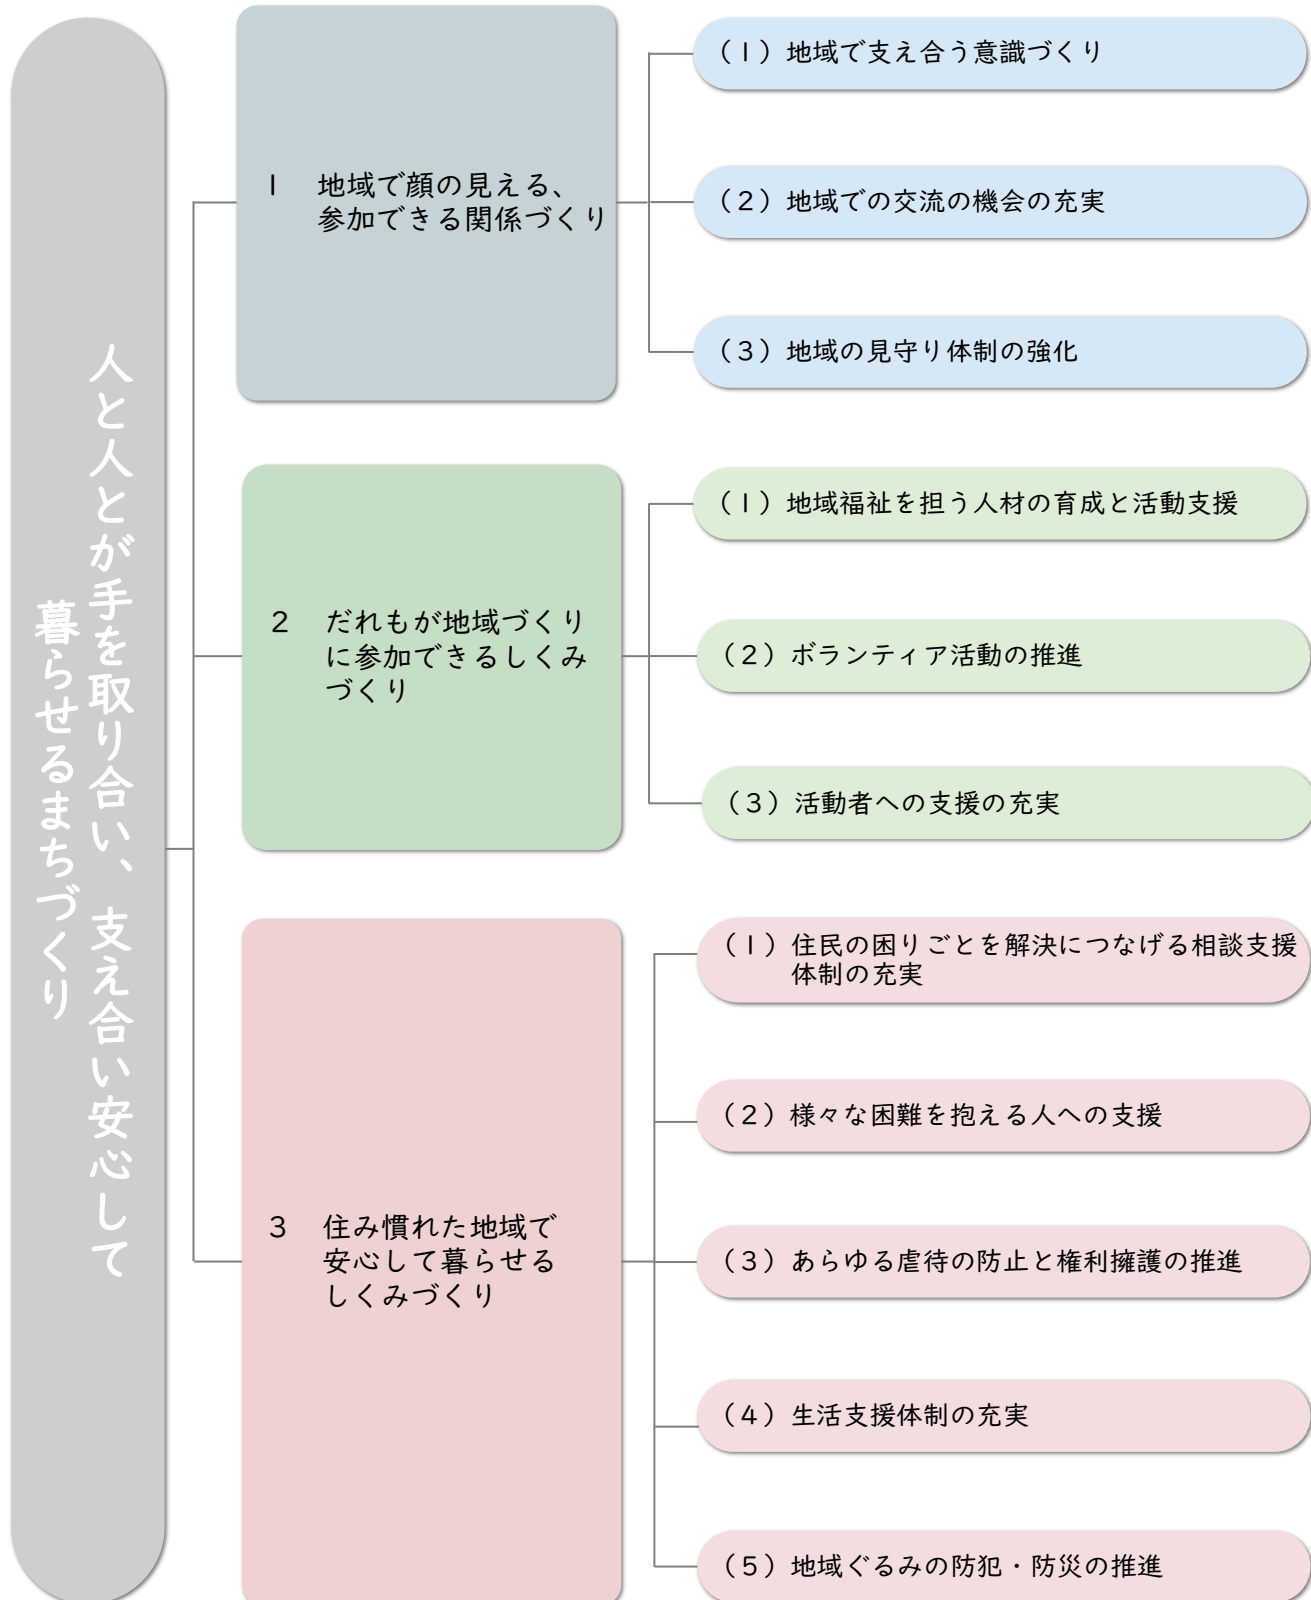 人と人とが手を取り合い、支え合い安心して
暮らせるまちづくり
1　地域で顔の見える、
参加できる関係づくり
（1）地域で支え合う意識づくり
（2）地域での交流の機会の充実
（3）地域の見守り体制の強化
2　だれもが地域づくり
に参加できるしくみ
づくり
（1）地域福祉を担う人材の育成と活動支援
（2）ボランティア活動の推進
（3）活動者への支援の充実
3　住み慣れた地域で
安心して暮らせる
しくみづくり
（1）住民の困りごとを解決につなげる相談支援
体制の充実
（2）様々な困難を抱える人への支援
（3）あらゆる虐待の防止と権利擁護の推進
（4）生活支援体制の充実
（5）地域ぐるみの防犯・防災の推進